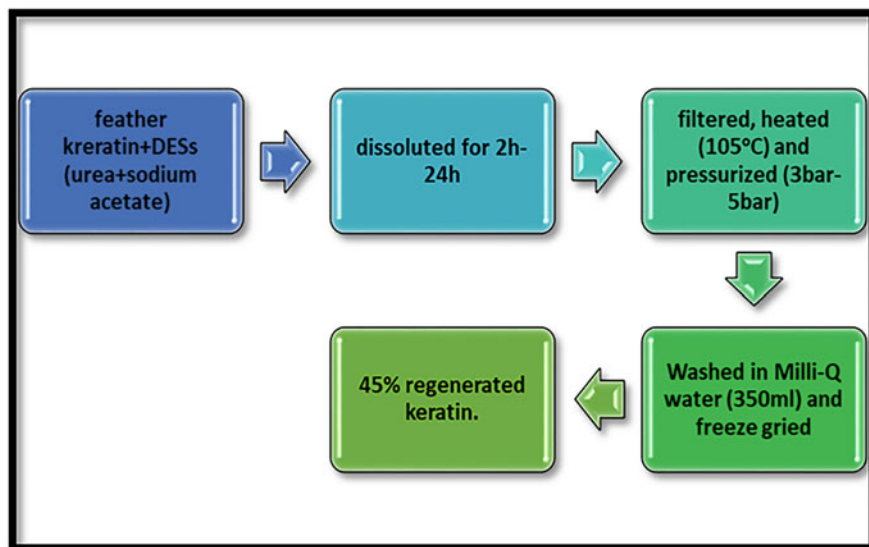 feather
kreratin+DESs
(urea+sodium
acetate)
dissoluted for 2h-
24h
filtered, heated
(105°C) and
pressurized (3bar-
5bar)
Washed in Milli-Q
water (350ml) and
freeze gried
45% regenerated
keratin.